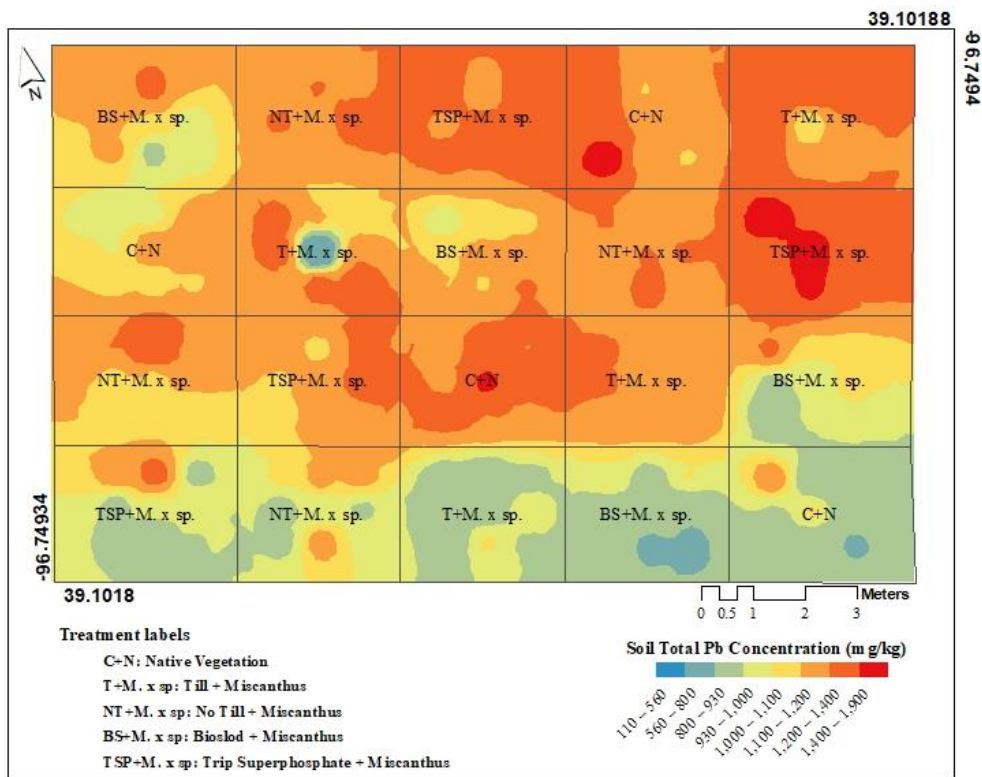 39.10188
-96.7494
N
BS+M. x sp. NT+M. x sp. TSP+M. x sp. C+N T+M. x sp.
C+N T+M. x sp. BS+M. x sp. NT+M. x sp. TSP+M. x sp.
NT+M. x sp. TSP+M. x sp. C+N T+M. x sp. BS+M. x sp.
TSP+M. x sp. NT+M. x sp. T+M. x sp. BS+M. x sp. C+N
-96.74934
39.1018
Meters
0 0.5 1 2 3
Treatment labels
C+N: Native Vegetation
T+M. x sp: Till + Miscanthus
NT+M. x sp: No Till + Miscanthus
BS+M. x sp: Bioslod + Miscanthus
TSP+M. x sp: Trip Superphosphate + Miscanthus
Soil Total Pb Concentration (mg/kg)
110 – 560
560 – 800
800 – 930
930 – 1,000
1,000 – 1,100
1,100 – 1,200
1,200 – 1,400
1,400 – 1,900